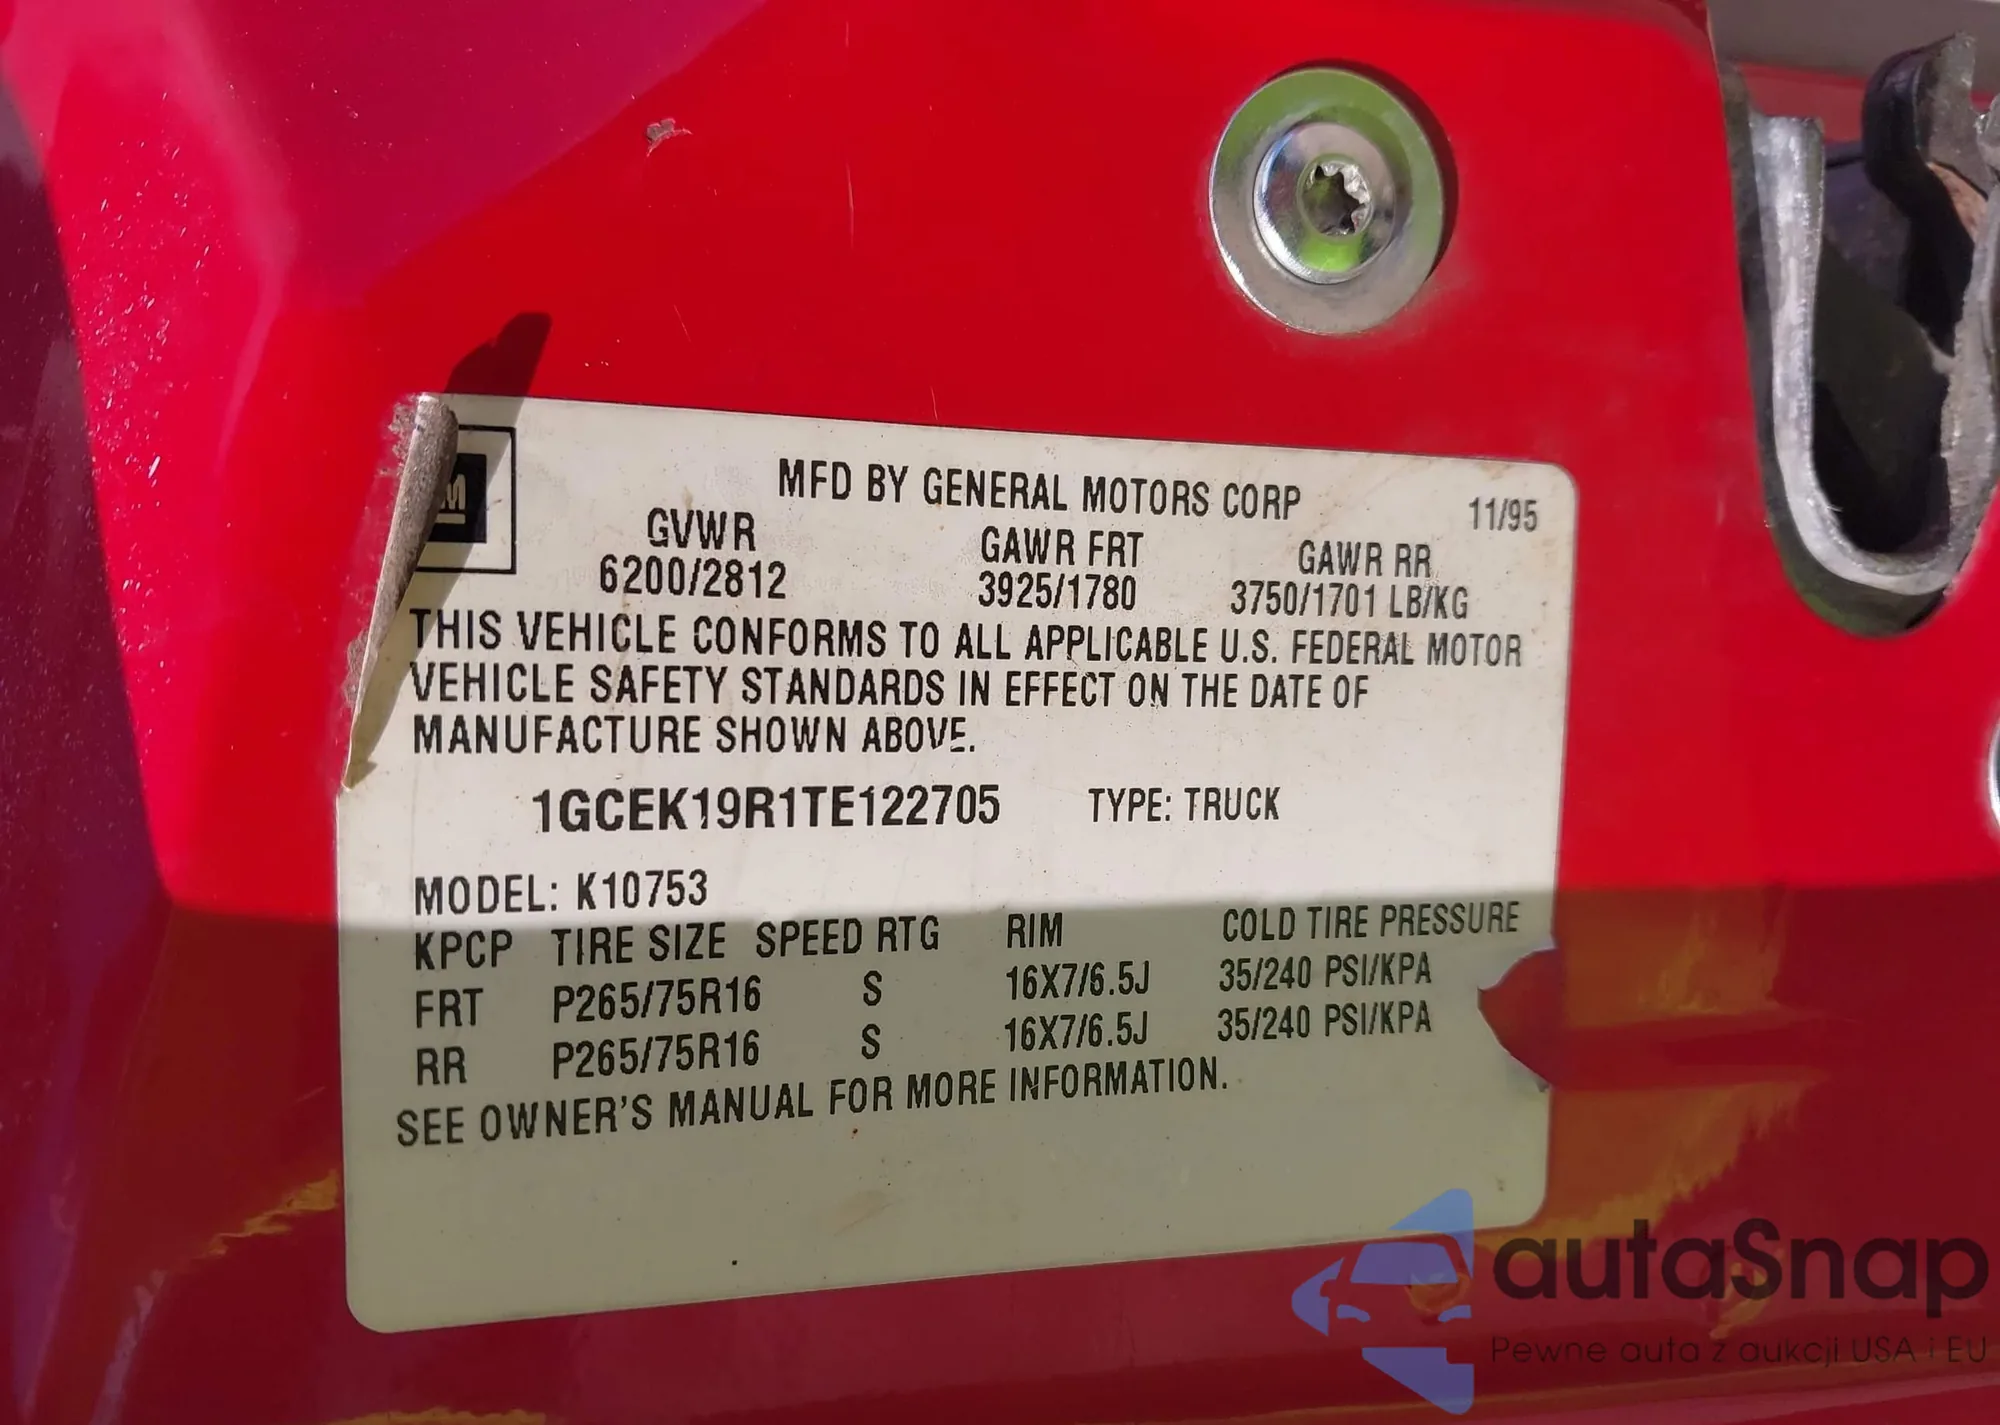 MFD BY GENERAL MOTORS CORP 11/95
GVWR GAWR FRT GAWR RR
6200/2812 3925/1780 3750/1701 LB/KG
THIS VEHICLE CONFORMS TO ALL APPLICABLE U.S. FEDERAL MOTOR
VEHICLE SAFETY STANDARDS IN EFFECT ON THE DATE OF
MANUFACTURE SHOWN ABOVE.
1GCEK19R1TE122705 TYPE: TRUCK
MODEL: K10753
KPCP TIRE SIZE SPEED RTG RIM COLD TIRE PRESSURE
FRT P265/75R16 S 16X7/6.5J 35/240 PSI/KPA
RR P265/75R16 S 16X7/6.5J 35/240 PSI/KPA
SEE OWNER'S MANUAL FOR MORE INFORMATION.
autaSnap
Pewne auta z aukcji USA i EU